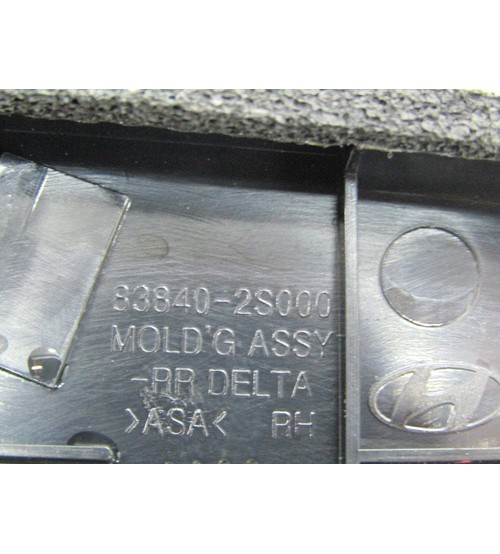 83840-2S000
MOLD'G ASSY
-RR DELTA
>ASA< RH